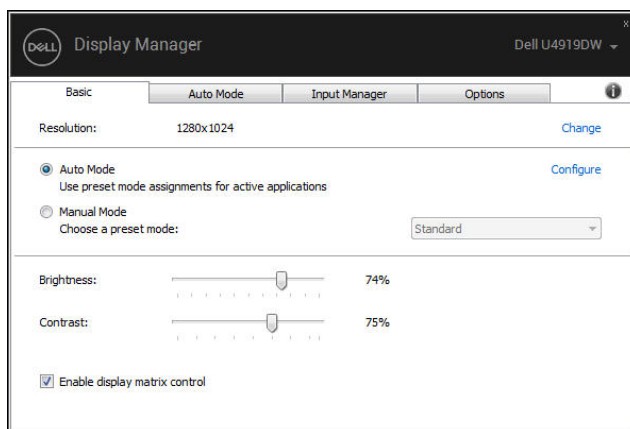 DELL Display Manager Dell U4919DW
x
Basic Auto Mode Input Manager Options i
Resolution: 1280x1024 Change
Auto Mode Configure
Use preset mode assignments for active applications
Manual Mode
Choose a preset mode: Standard
Brightness: 74%
Contrast: 75%
Enable display matrix control